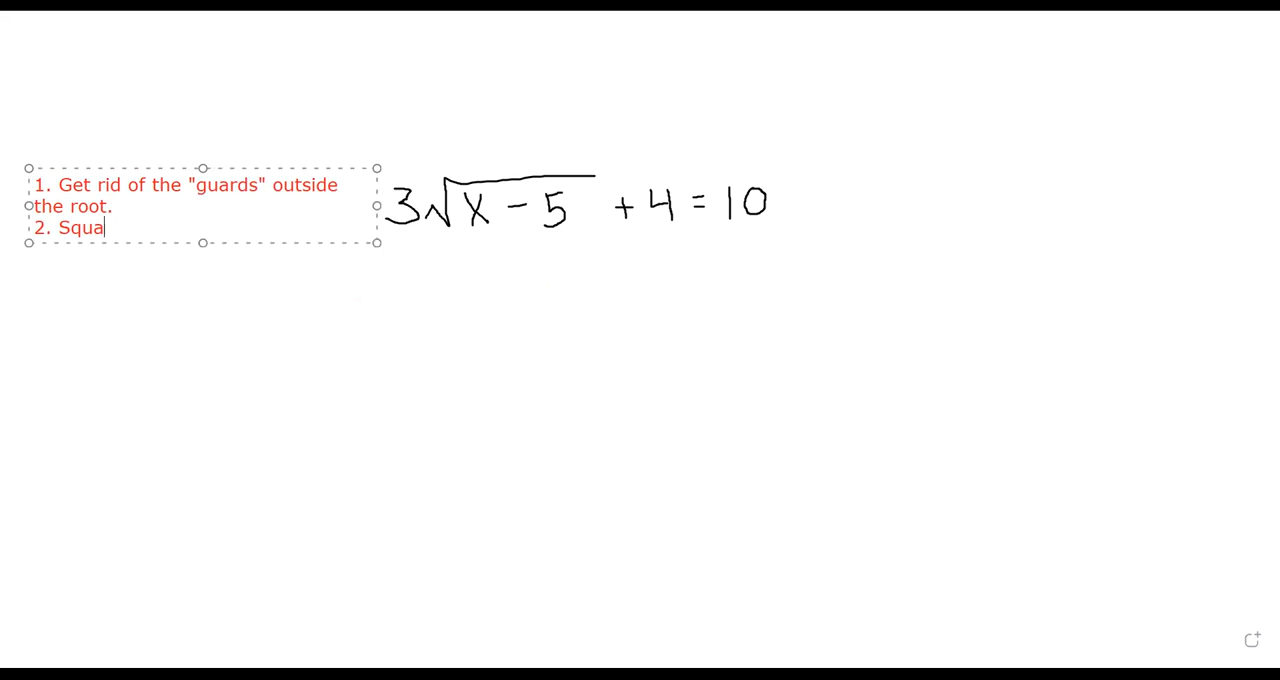 1. Get rid of the "guards" outside
the root.
2. Squa
3√x - 5 + 4 = 10